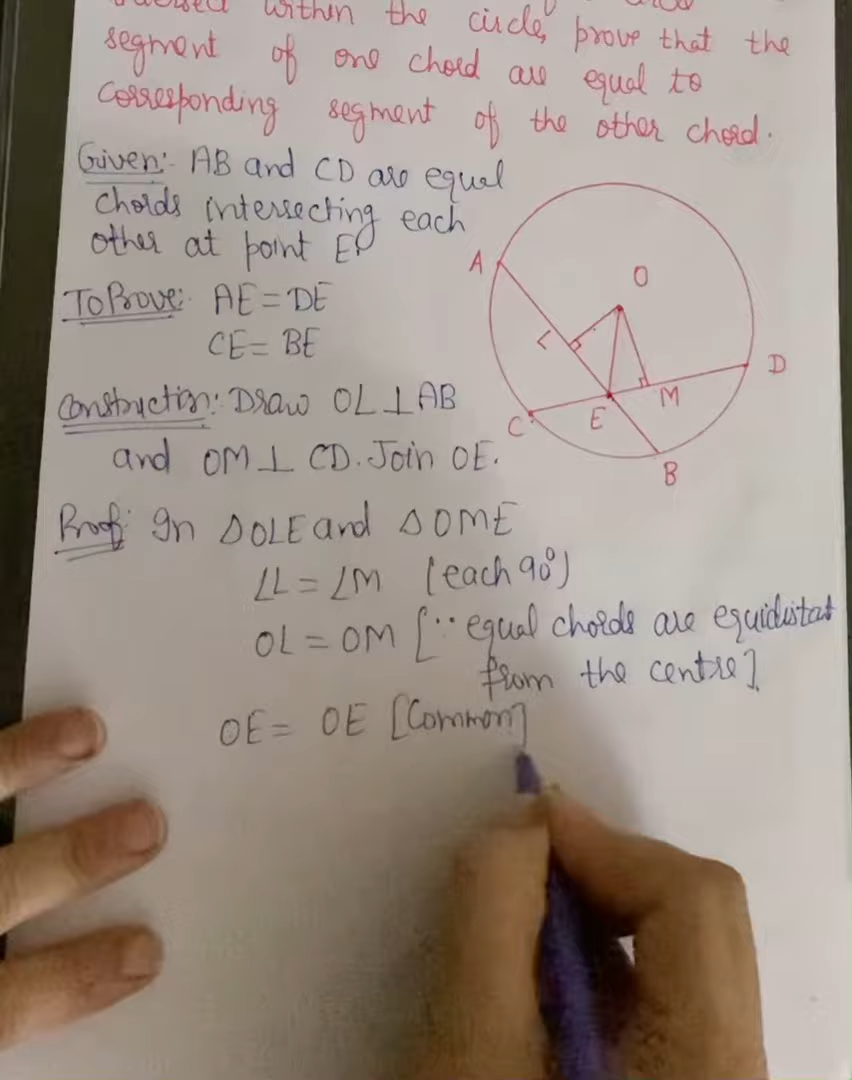 within the circle, prove that the
segment of one chord are equal to
corresponding segment of the other chord.
Given:- AB and CD are equal
chords intersecting each
other at point E.
To Prove: AE = DE
CE = BE
Construction: Draw OL ⊥ AB
and OM ⊥ CD. Join OE.
Proof: In △OLE and △OME
∠L = ∠M (each 90°)
OL = OM [∵ equal chords are equidistat
from the centre].
OE = OE [Common]
A
O
L
D
M
E
C
B